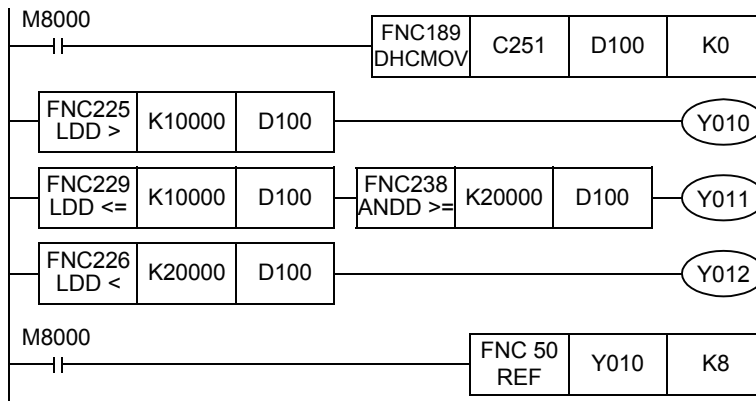 M8000
FNC189 DHCMOV C251 D100 K0
FNC225 LDD > K10000 D100 Y010
FNC229 LDD <= K10000 D100 FNC238 ANDD >= K20000 D100 Y011
FNC226 LDD < K20000 D100 Y012
M8000
FNC 50 REF Y010 K8